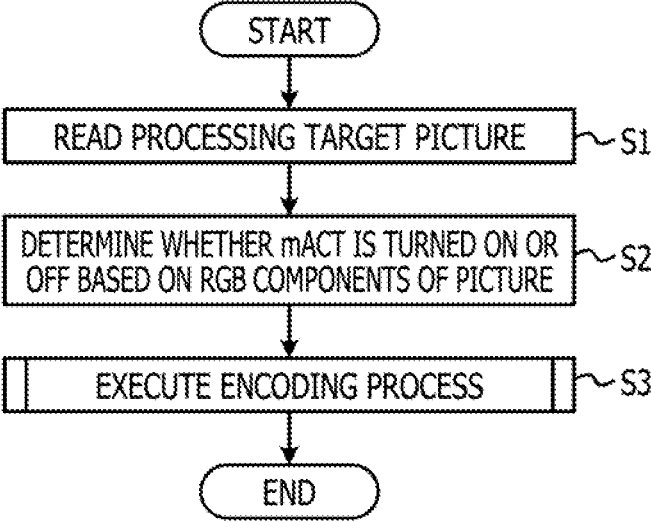 START
READ PROCESSING TARGET PICTURE
S1
DETERMINE WHETHER mACT IS TURNED ON OR
OFF BASED ON RGB COMPONENTS OF PICTURE
S2
EXECUTE ENCODING PROCESS
S3
END